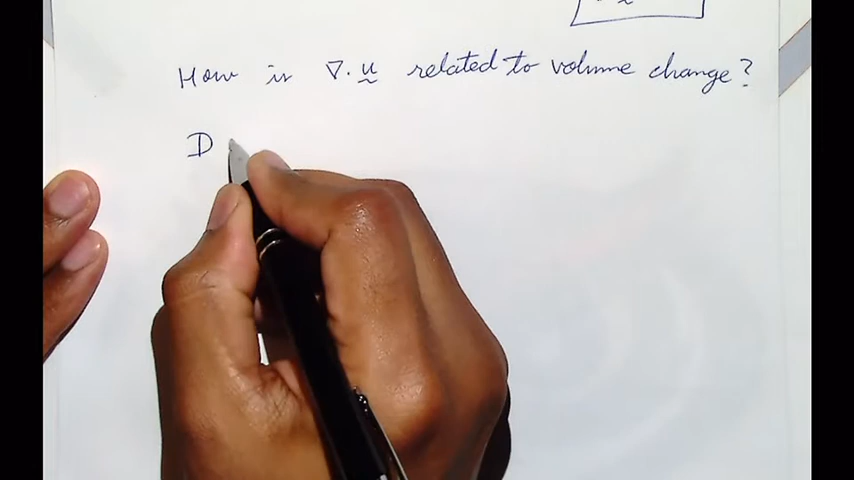 How is ∇. u related to volume change?
D